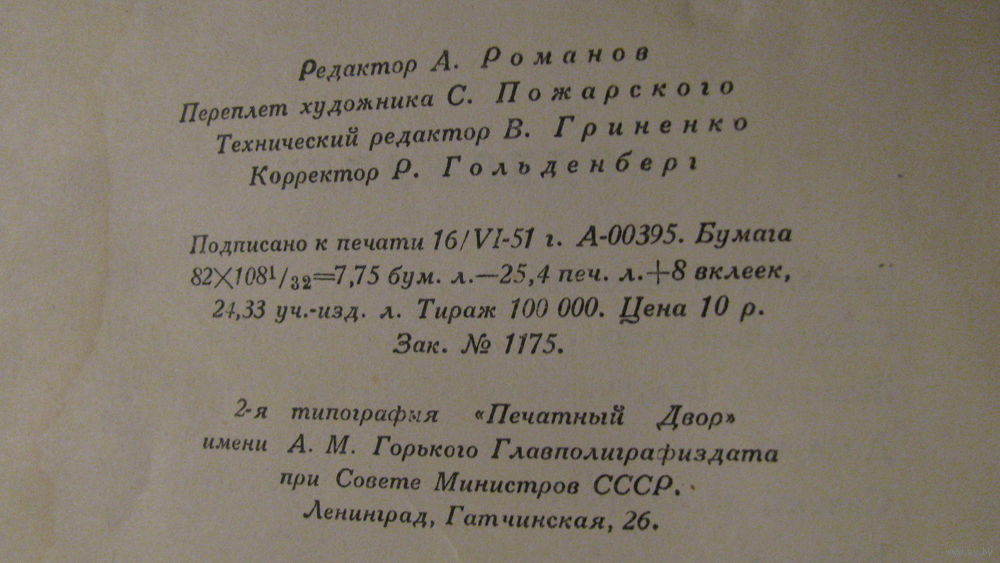 Редактор А. Романов
Переплет художника С. Пожарского
Технический редактор В. Гриненко
Корректор Р. Гольденберг
Подписано к печати 16/VI-51 г. А-00395. Бумага
82×108¹/₃₂=7,75 бум. л.—25,4 печ. л.+8 вклеек,
24,33 уч.-изд. л. Тираж 100 000. Цена 10 р.
Зак. № 1175.
2-я типография «Печатный Двор»
имени А. М. Горького Главполиграфиздата
при Совете Министров СССР.
Ленинград, Гатчинская, 26.